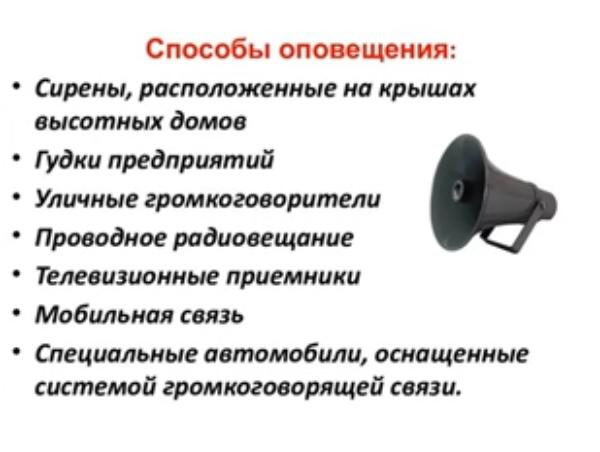 Способы оповещения:
• Сирены, расположенные на крышах
высотных домов
• Гудки предприятий
• Уличные громкоговорители
• Проводное радиовещание
• Телевизионные приемники
• Мобильная связь
• Специальные автомобили, оснащенные
системой громкоговорящей связи.